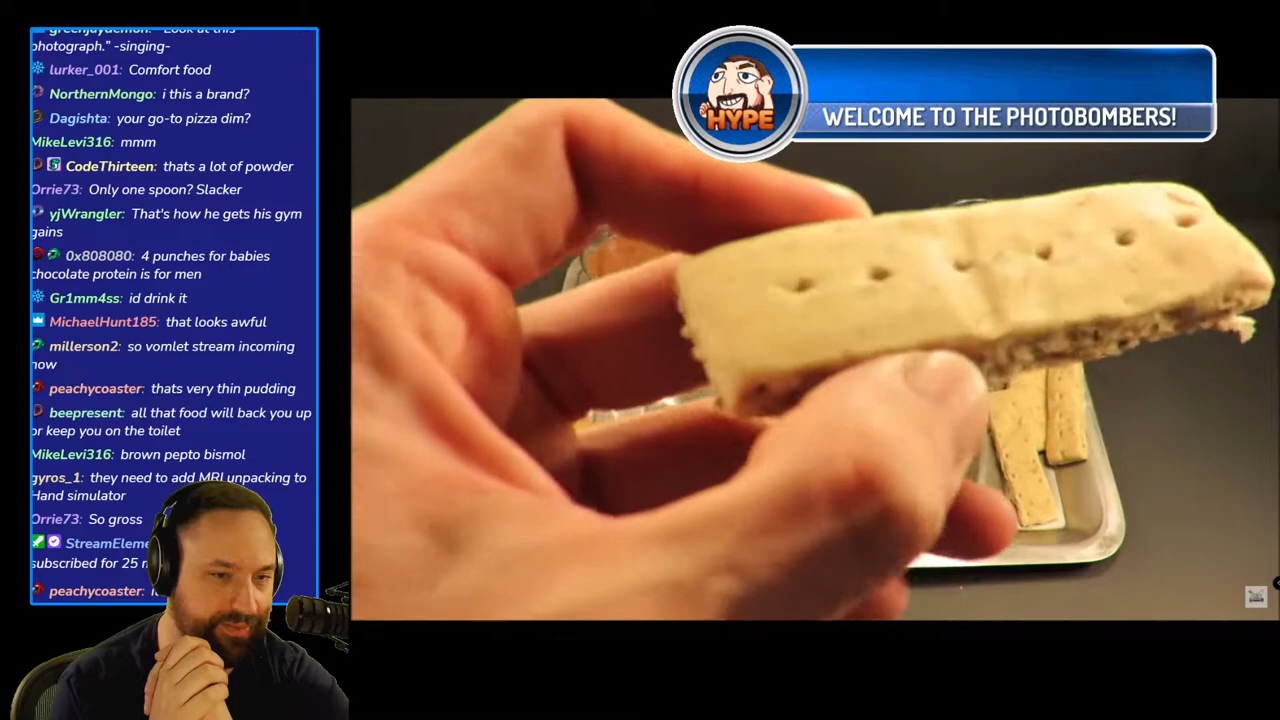 greenjaydemon: "Look at this
photograph." -singing-
lurker_001: Comfort food
NorthernMongo: i this a brand?
Dagishta: your go-to pizza dim?
MikeLevi316: mmm
CodeThirteen: thats a lot of powder
Orrie73: Only one spoon? Slacker
yjWrangler: That's how he gets his gym
gains
0x808080: 4 punches for babies
chocolate protein is for men
Gr1mm4ss: id drink it
MichaelHunt185: that looks awful
millerson2: so vomlet stream incoming
now
peachycoaster: thats very thin pudding
beepresent: all that food will back you up
or keep you on the toilet
MikeLevi316: brown pepto bismol
gyros_1: they need to add MRI unpacking to
Hand simulator
Orrie73: So gross
StreamEleme
subscribed for 25 m
peachycoaster:
HYPE
WELCOME TO THE PHOTOBOMBERS!